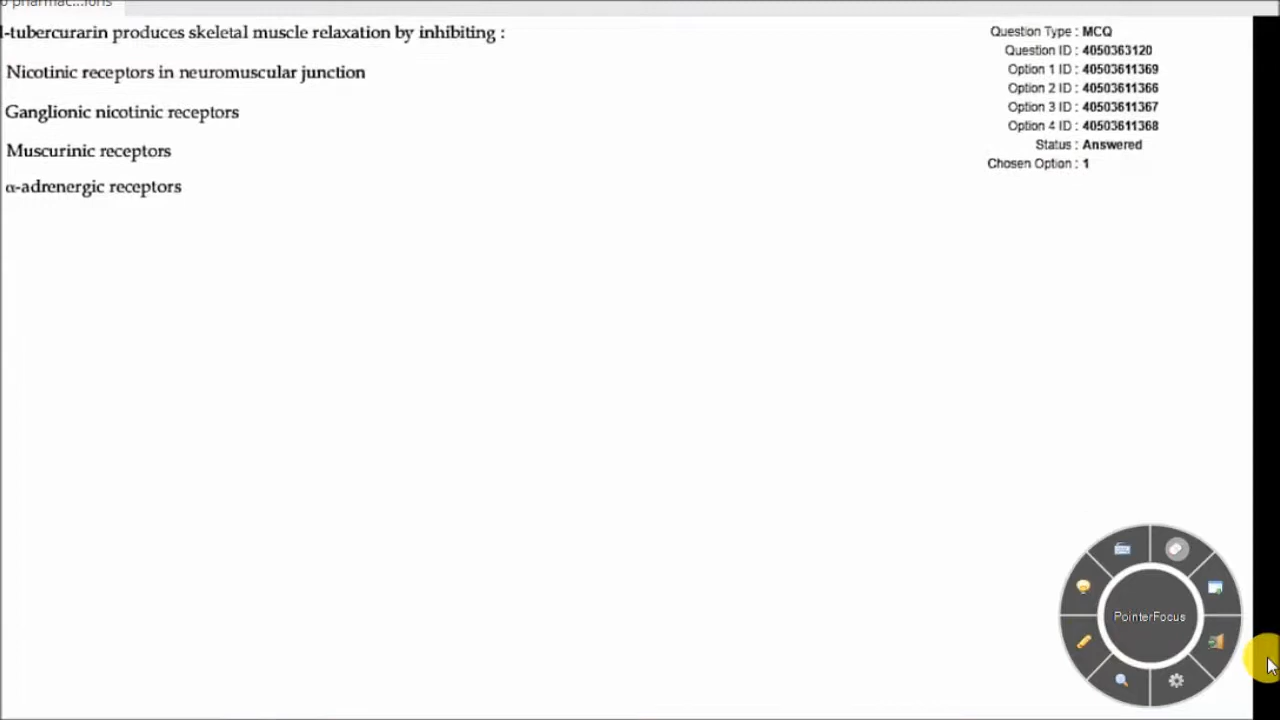 o pharmac...ions
d-tubercurarin produces skeletal muscle relaxation by inhibiting :
Nicotinic receptors in neuromuscular junction
Ganglionic nicotinic receptors
Muscurinic receptors
α-adrenergic receptors
Question Type : MCQ
Question ID : 4050363120
Option 1 ID : 40503611369
Option 2 ID : 40503611366
Option 3 ID : 40503611367
Option 4 ID : 40503611368
Status : Answered
Chosen Option : 1
PointerFocus